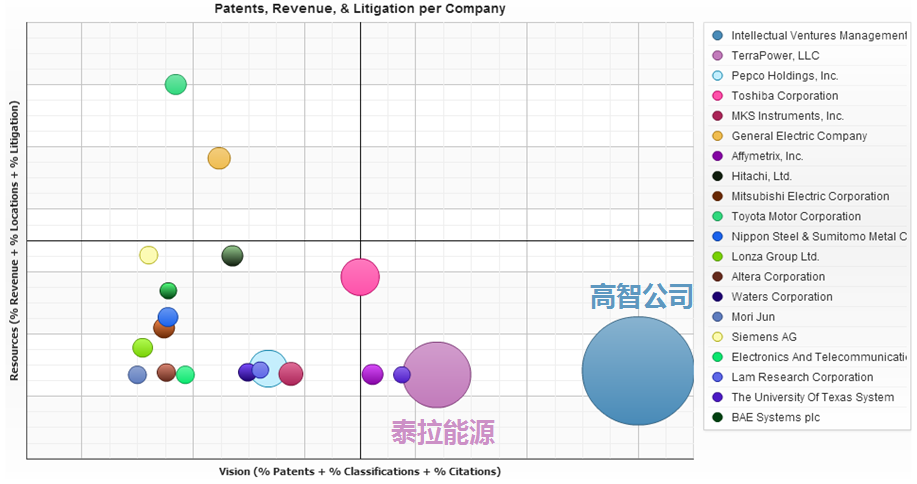 Patents, Revenue, & Litigation per Company
Resources (% Revenue + % Locations + % Litigation)
高智公司
泰拉能源
Vision (% Patents + % Classifications + % Citations)
Intellectual Ventures Management
TerraPower, LLC
Pepco Holdings, Inc.
Toshiba Corporation
MKS Instruments, Inc.
General Electric Company
Affymetrix, Inc.
Hitachi, Ltd.
Mitsubishi Electric Corporation
Toyota Motor Corporation
Nippon Steel & Sumitomo Metal C
Lonza Group Ltd.
Altera Corporation
Waters Corporation
Mori Jun
Siemens AG
Electronics And Telecommunicati
Lam Research Corporation
The University Of Texas System
BAE Systems plc